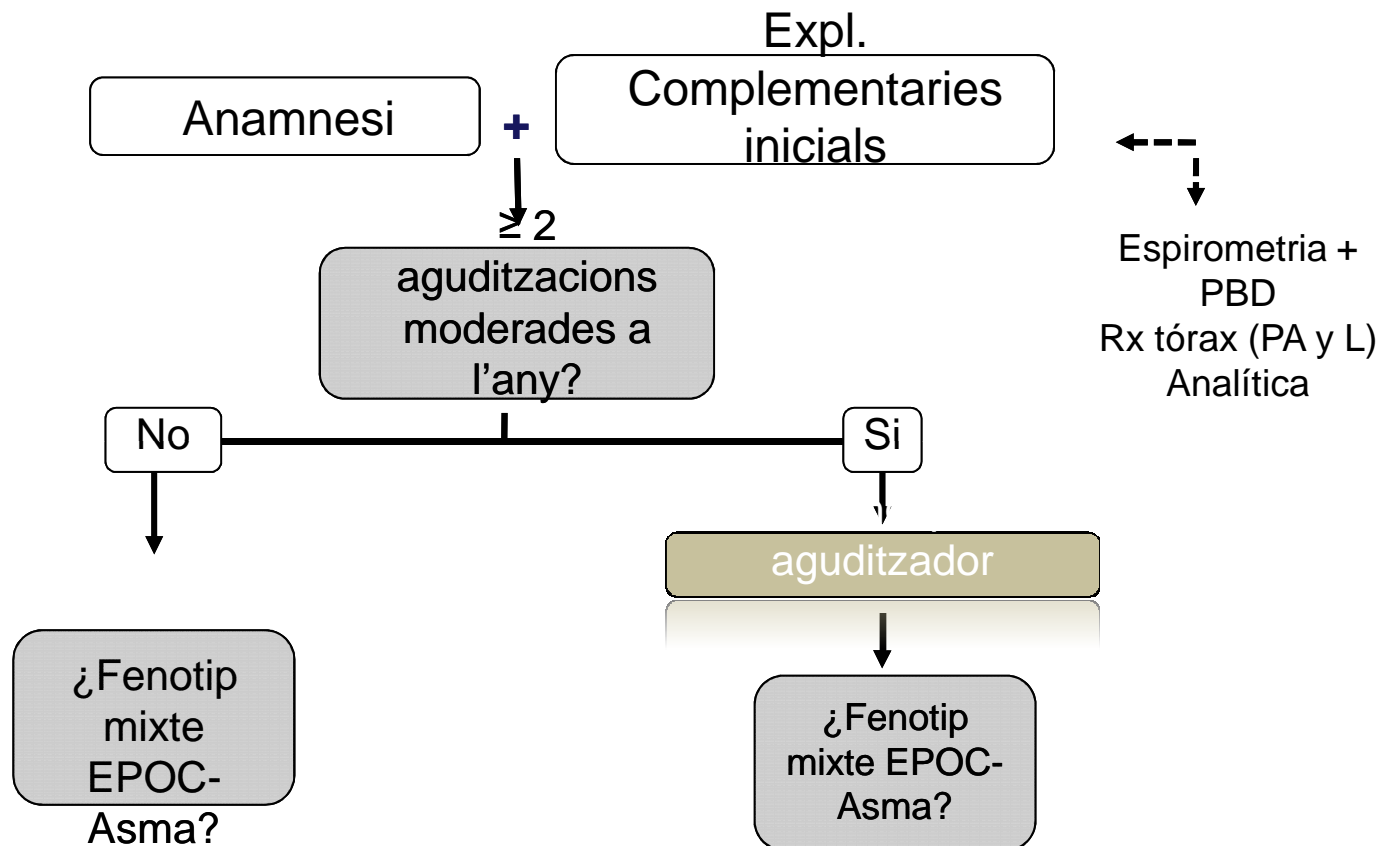 Anamnesi
+
Expl.
Complementaries
inicials
Espirometria +
PBD
Rx tórax (PA y L)
Analítica
≥ 2
aguditzacions
moderades a
l'any?
No
Si
aguditzador
¿Fenotip
mixte
EPOC-
Asma?
¿Fenotip
mixte EPOC-
Asma?